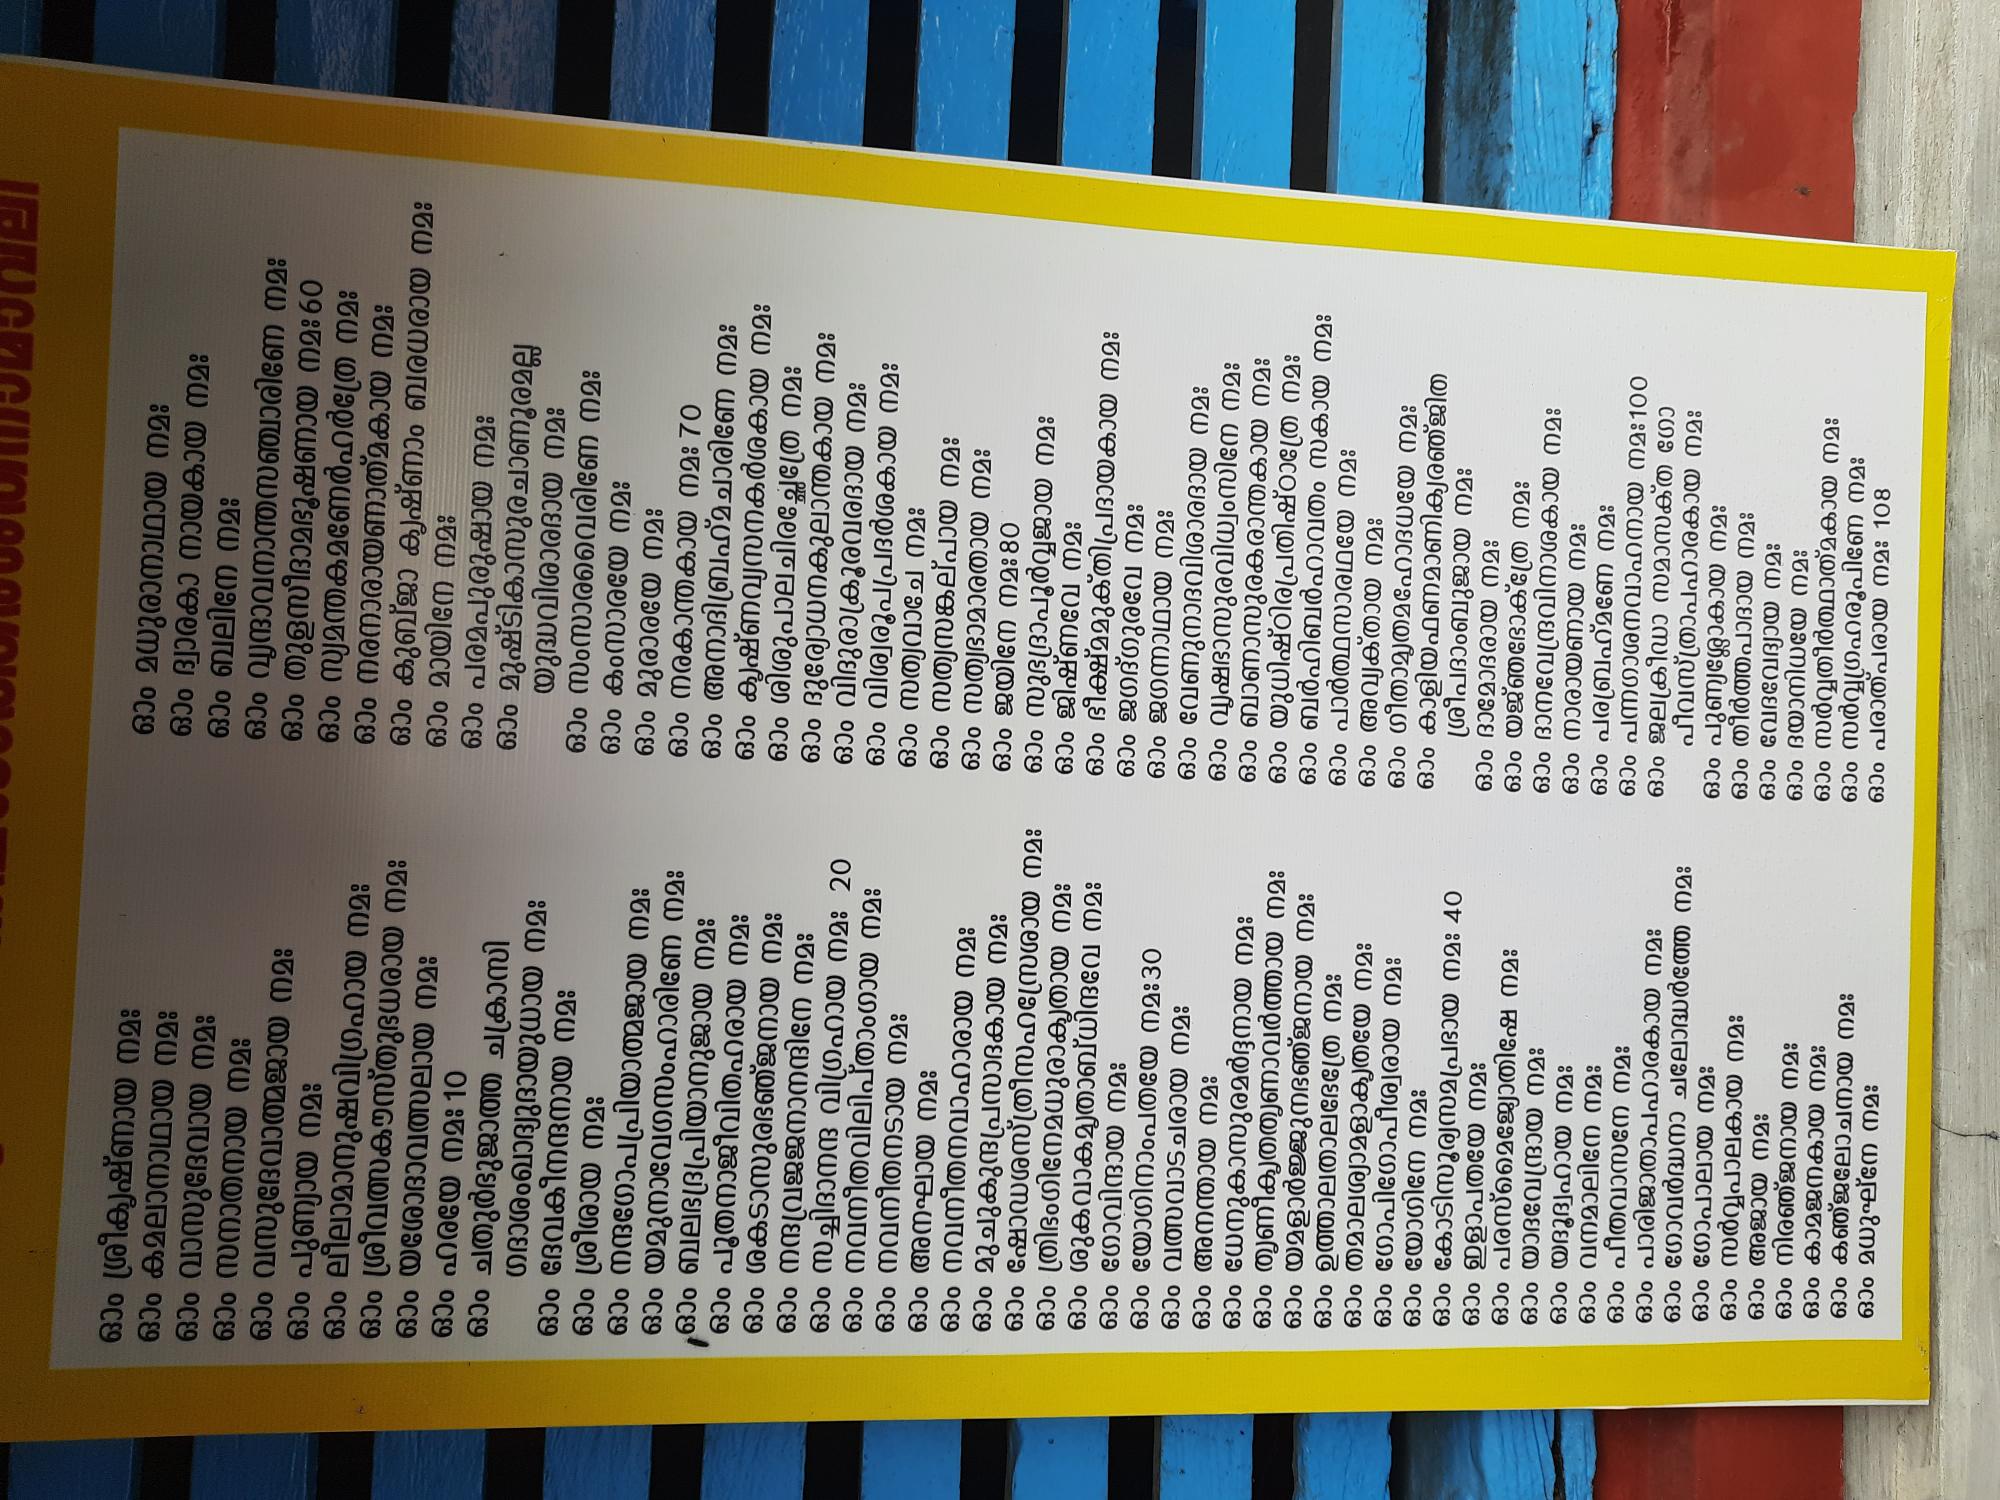 ഓം ശ്രീകൃഷ്ണായ നമഃ
ഓം കമലാനാഥായ നമഃ
ഓം വാസുദേവായ നമഃ
ഓം സനാതനായ നമഃ
ഓം വസുദേവാത്മജായ നമഃ
ഓം പുണ്യായ നമഃ
ഓം ലീലാമാനുഷവിഗ്രഹായ നമഃ
ഓം ശ്രീവത്സകൗസ്തുഭധരായ നമഃ
ഓം യശോദാവത്സലായ നമഃ
ഓം ഹരയേ നമഃ 10
ഓം ചതുർഭുജാത്ത ചക്രാസി
ഗദാശംഖാദ്യുദായുധായ നമഃ
ഓം ദേവകീനന്ദനായ നമഃ
ഓം ശ്രീശായ നമഃ
ഓം നന്ദഗോപപ്രിയാത്മജായ നമഃ
ഓം യമുനാവേഗസംഹാരിണേ നമഃ
ഓം ബലഭദ്രപ്രിയാനുജായ നമഃ
ഓം പൂതനാജീവിതഹരായ നമഃ
ഓം ശകടാസുരഭഞ്ജനായ നമഃ
ഓം നന്ദവ്രജജനാനന്ദിനേ നമഃ
ഓം സച്ചിദാനന്ദ വിഗ്രഹായ നമഃ 20
ഓം നവനീതവിലിപ്താംഗായ നമഃ
ഓം നവനീതനടായ നമഃ
ഓം അനഘായ നമഃ
ഓം നവനീതനവാഹാരായ നമഃ
ഓം മുചുകുന്ദപ്രസാദകായ നമഃ
ഓം ഷോഡശസ്ത്രീസഹസ്രേശായ നമഃ
ഓം ത്രിഭംഗിനേമധുരാകൃതായ നമഃ
ഓം ശുകവാകമൃതാബ്ധിന്ദവേ നമഃ
ഓം ഗോവിന്ദായ നമഃ
ഓം യോഗിനാംപതയേ നമഃ30
ഓം വത്സവാടചരായ നമഃ
ഓം അനന്തായ നമഃ
ഓം ധേനുകാസുരമർദ്ദനായ നമഃ
ഓം തൃണീകൃതതൃണാവർത്തായ നമഃ
ഓം യമളാർജ്ജുനഭഞ്ജനായ നമഃ
ഓം ഉത്താലതാലഭേത്രേ നമഃ
ഓം തമാലശ്യാമളാകൃതയേ നമഃ
ഓം ഗോപിഗോപീശ്വരായ നമഃ
ഓം യോഗിനേ നമഃ
ഓം കോടിസൂര്യസമപ്രഭായ നമഃ 40
ഓം ഇളാപതയേ നമഃ
ഓം പരസ്മൈജ്യോതിഷേ നമഃ
ഓം യാദവേന്ദ്രായ നമഃ
ഓം യദൂദ്വഹായ നമഃ
ഓം വനമാലിനേ നമഃ
ഓം പീതവാസനേ നമഃ
ഓം പാരിജാതാപഹാരകായ നമഃ
ഓം ഗോവർദ്ധനാ ചലോദ്ധർത്തേ നമഃ
ഓം ഗോപാലായ നമഃ
ഓം സർവ്വപാലകായ നമഃ
ഓം അജായ നമഃ
ഓം നിരഞ്ജനായ നമഃ
ഓം കാമജനകായ നമഃ
ഓം കഞ്ജലോചനായ നമഃ
ഓം മധുഘ്നേ നമഃ
ഓം മധുരാനാഥായ നമഃ
ഓം ദ്വാരകാ നായകായ നമഃ
ഓം ബലിനേ നമഃ
ഓം വൃന്ദാവനാന്തസഞ്ചാരിണേ നമഃ
ഓം തുളസീദാമഭൂഷണായ നമഃ60
ഓം സ്യമന്തകമണേർഹർത്രേ നമഃ
ഓം നരനാരായണാത്മകായ നമഃ
ഓം കുബ്ജാ കൃഷ്ണാം ബരധരായ നമഃ
ഓം മായിനേ നമഃ
ഓം പരമപുരുഷായ നമഃ
ഓം മുഷ്ടികാസുരചാണൂരമല്ല
യുദ്ധവിശാരദായ നമഃ
ഓം സംസാരവൈരിണേ നമഃ
ഓം കംസാരയേ നമഃ
ഓം മുരാരയേ നമഃ
ഓം നരകാന്തകായ നമഃ 70
ഓം അനാദിബ്രഹ്മചാരിണേ നമഃ
ഓം കൃഷ്ണവ്യസനകർശകായ നമഃ
ഓം ശിശുപാലചിരച്ഛേത്രേ നമഃ
ഓം ദുര്യോധനകുലാന്തകായ നമഃ
ഓം വിദുരാക്രൂരവരദായ നമഃ
ഓം വിശ്വരൂപപ്രദർശകായ നമഃ
ഓം സത്യവാചേ നമഃ
ഓം സത്യസങ്കല്പായ നമഃ
ഓം സത്യഭാമാരതായ നമഃ
ഓം ജയിനേ നമഃ80
ഓം സുഭദ്രാപൂർവ്വജായ നമഃ
ഓം ജിഷ്ണവേ നമഃ
ഓം ഭീക്ഷ്മമുക്തിപ്രദായകായ നമഃ
ഓം ജഗദ്ഗുരവേ നമഃ
ഓം ജഗന്നാഥായ നമഃ
ഓം വേണുനാദവിശാരദായ നമഃ
ഓം വൃഷഭാസുരവിധ്വംസിനേ നമഃ
ഓം ബാണാസുരകരാന്തകായ നമഃ
ഓം യുധിഷ്ഠിരപ്രതിഷ്ഠാത്രേ നമഃ
ഓം ബർഹിബർഹാവതം സകായ നമഃ
ഓം പാർത്ഥസാരഥയേ നമഃ
ഓം അവ്യക്തായ നമഃ
ഓം ഗീതാമൃതമഹോദധയേ നമഃ
ഓം കാളിയഫണമാണിക്യരഞ്ജിത
ശ്രീപദാംബുജായ നമഃ
ഓം ദാമോദരായ നമഃ
ഓം യജ്ഞഭോക്ത്രേ നമഃ
ഓം ദാനവേന്ദ്രവിനാശകായ നമഃ
ഓം നാരായണായ നമഃ
ഓം പരബ്രഹ്മണേ നമഃ
ഓം പന്നഗാശനവാഹനായ നമഃ100
ഓം ജലക്രീഡാ സമാസക്ത ഗോ
പീവസ്ത്രാപഹാരകായ നമഃ
ഓം പുണ്യശ്ലോകായ നമഃ
ഓം തീർത്തപാദായ നമഃ
ഓം വേദവേദ്യായ നമഃ
ഓം ദയാനിധയേ നമഃ
ഓം സർവ്വതീർത്ഥാത്മകായ നമഃ
ഓം സർവ്വഗ്രഹരൂപിണേ നമഃ
ഓം പരാത്പരായ നമഃ 108